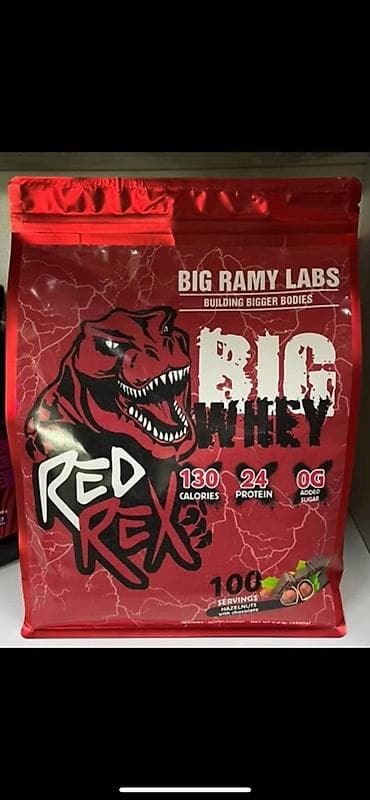 BIG RAMY LABS
BUILDING BIGGER BODIES
BIG
WHEY
RED
REX
130
CALORIES
24
PROTEIN
0G
ADDED
SUGAR
100
SERVINGS
HAZELNUTS
with chocolate